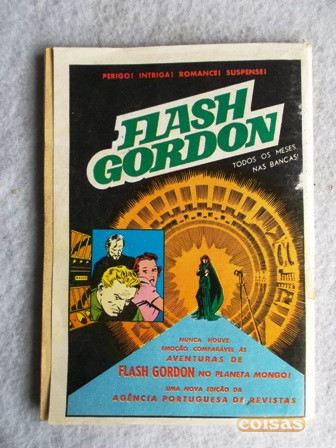 PERIGO! INTRIGA! ROMANCE! SUSPENSE!
FLASH
GORDON
TODOS OS MESES,
NAS BANCAS!
NUNCA HOUVE
EMOÇÃO COMPARÁVEL ÀS
AVENTURAS DE
FLASH GORDON NO PLANETA MONGO!
UMA NOVA EDIÇÃO DA
AGÊNCIA PORTUGUESA DE REVISTAS
coisas